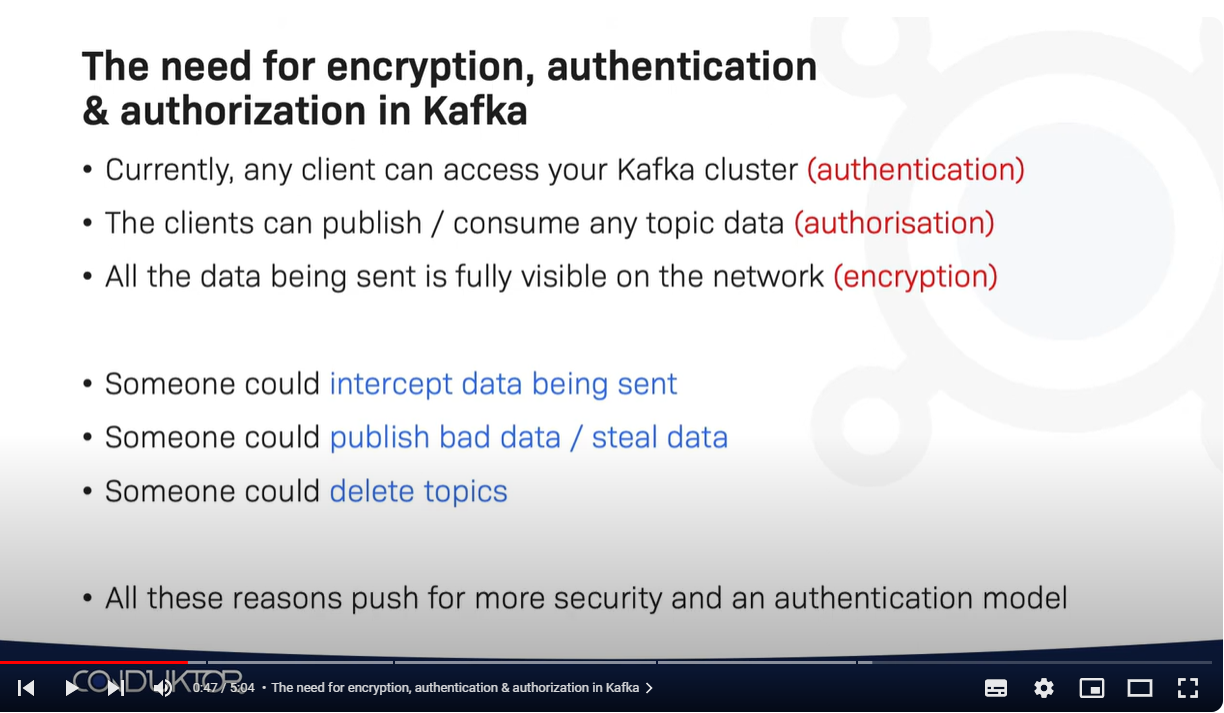 The need for encryption, authentication
& authorization in Kafka
• Currently, any client can access your Kafka cluster (authentication)
• The clients can publish / consume any topic data (authorisation)
• All the data being sent is fully visible on the network (encryption)
• Someone could intercept data being sent
• Someone could publish bad data / steal data
• Someone could delete topics
• All these reasons push for more security and an authentication model
CONDUKTOR
0:47 / 5:04 • The need for encryption, authentication & authorization in Kafka